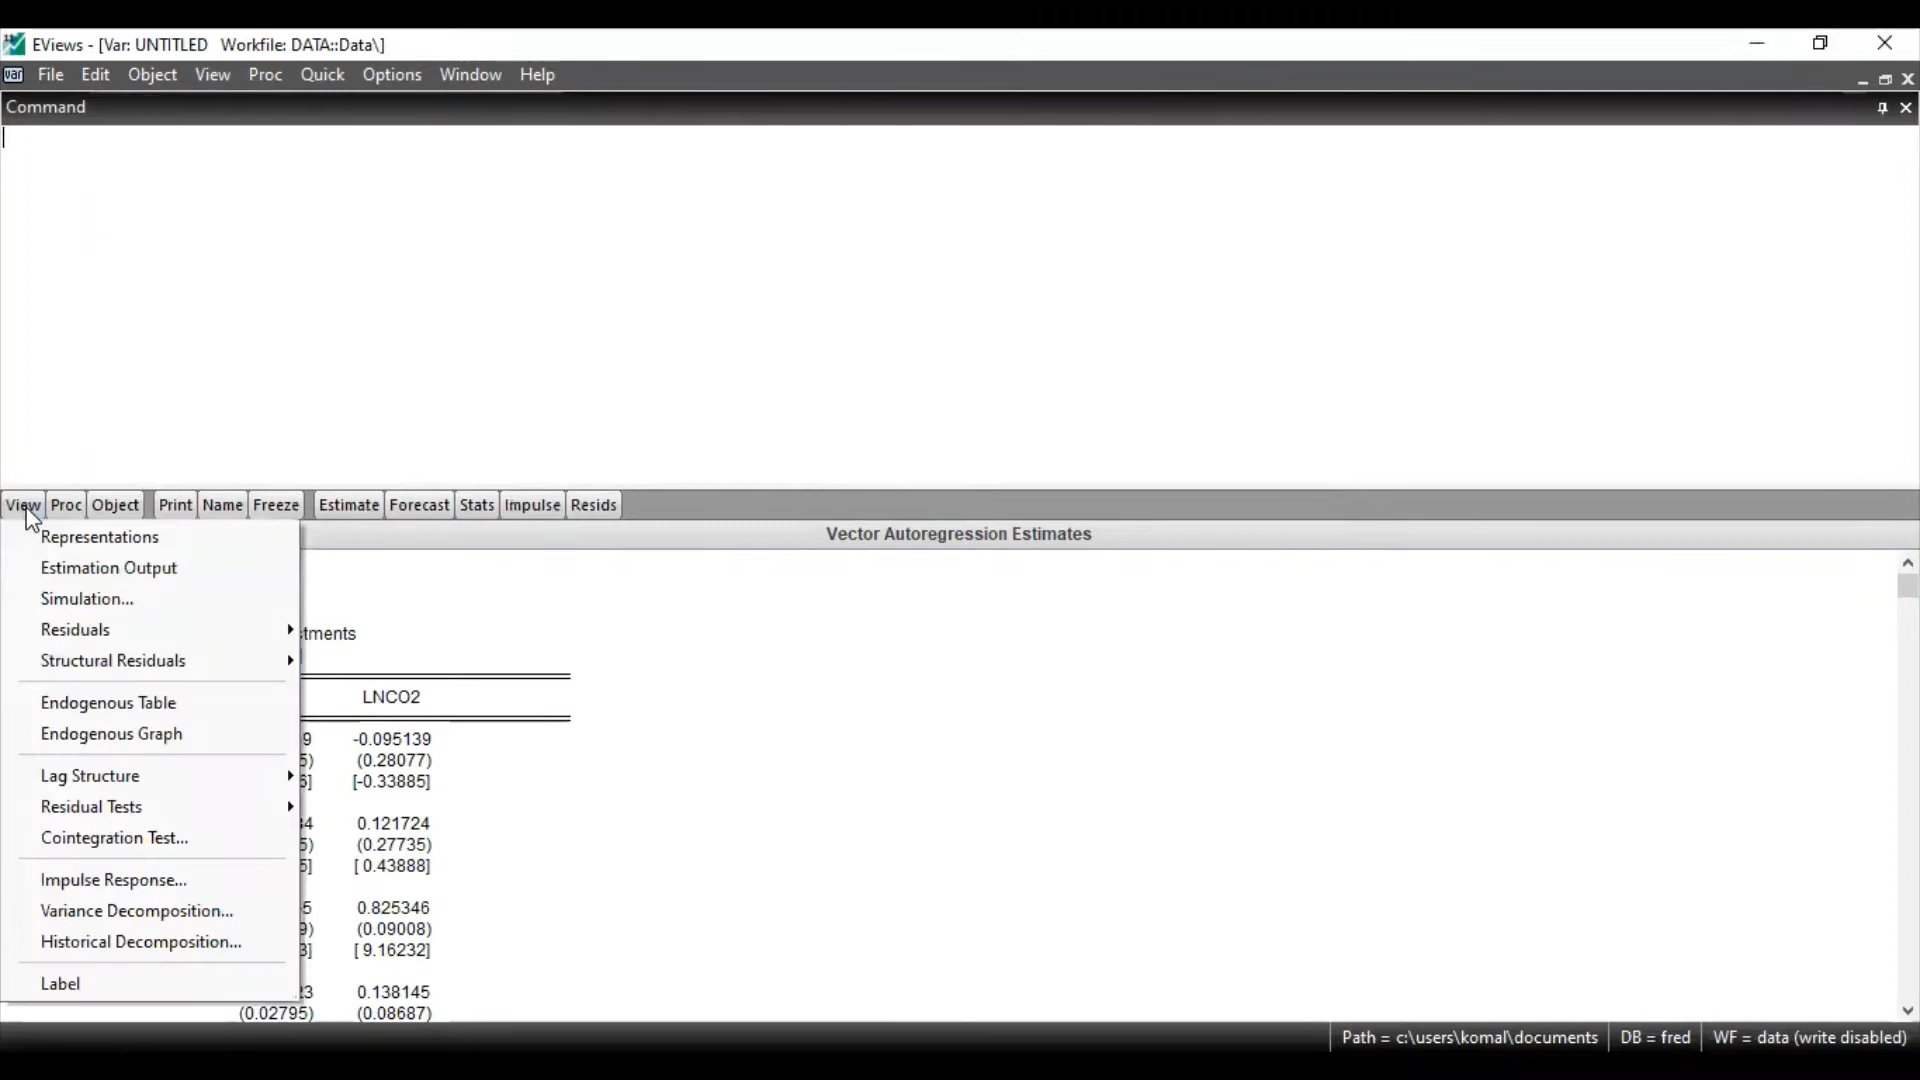 EViews - [Var: UNTITLED   Workfile: DATA::Data\]
var File Edit Object View Proc Quick Options Window Help
Command
View Proc Object Print Name Freeze Estimate Forecast Stats Impulse Resids
Vector Autoregression Estimates
Representations
Estimation Output
Simulation...
Residuals
Structural Residuals
Endogenous Table
Endogenous Graph
Lag Structure
Residual Tests
Cointegration Test...
Impulse Response...
Variance Decomposition...
Historical Decomposition...
Label
LNCO2
-0.095139
(0.28077)
[-0.33885]
0.121724
(0.27735)
[ 0.43888]
0.825346
(0.09008)
[ 9.16232]
0.138145
(0.02795) (0.08687)
Path = c:\users\komal\documents DB = fred WF = data (write disabled)